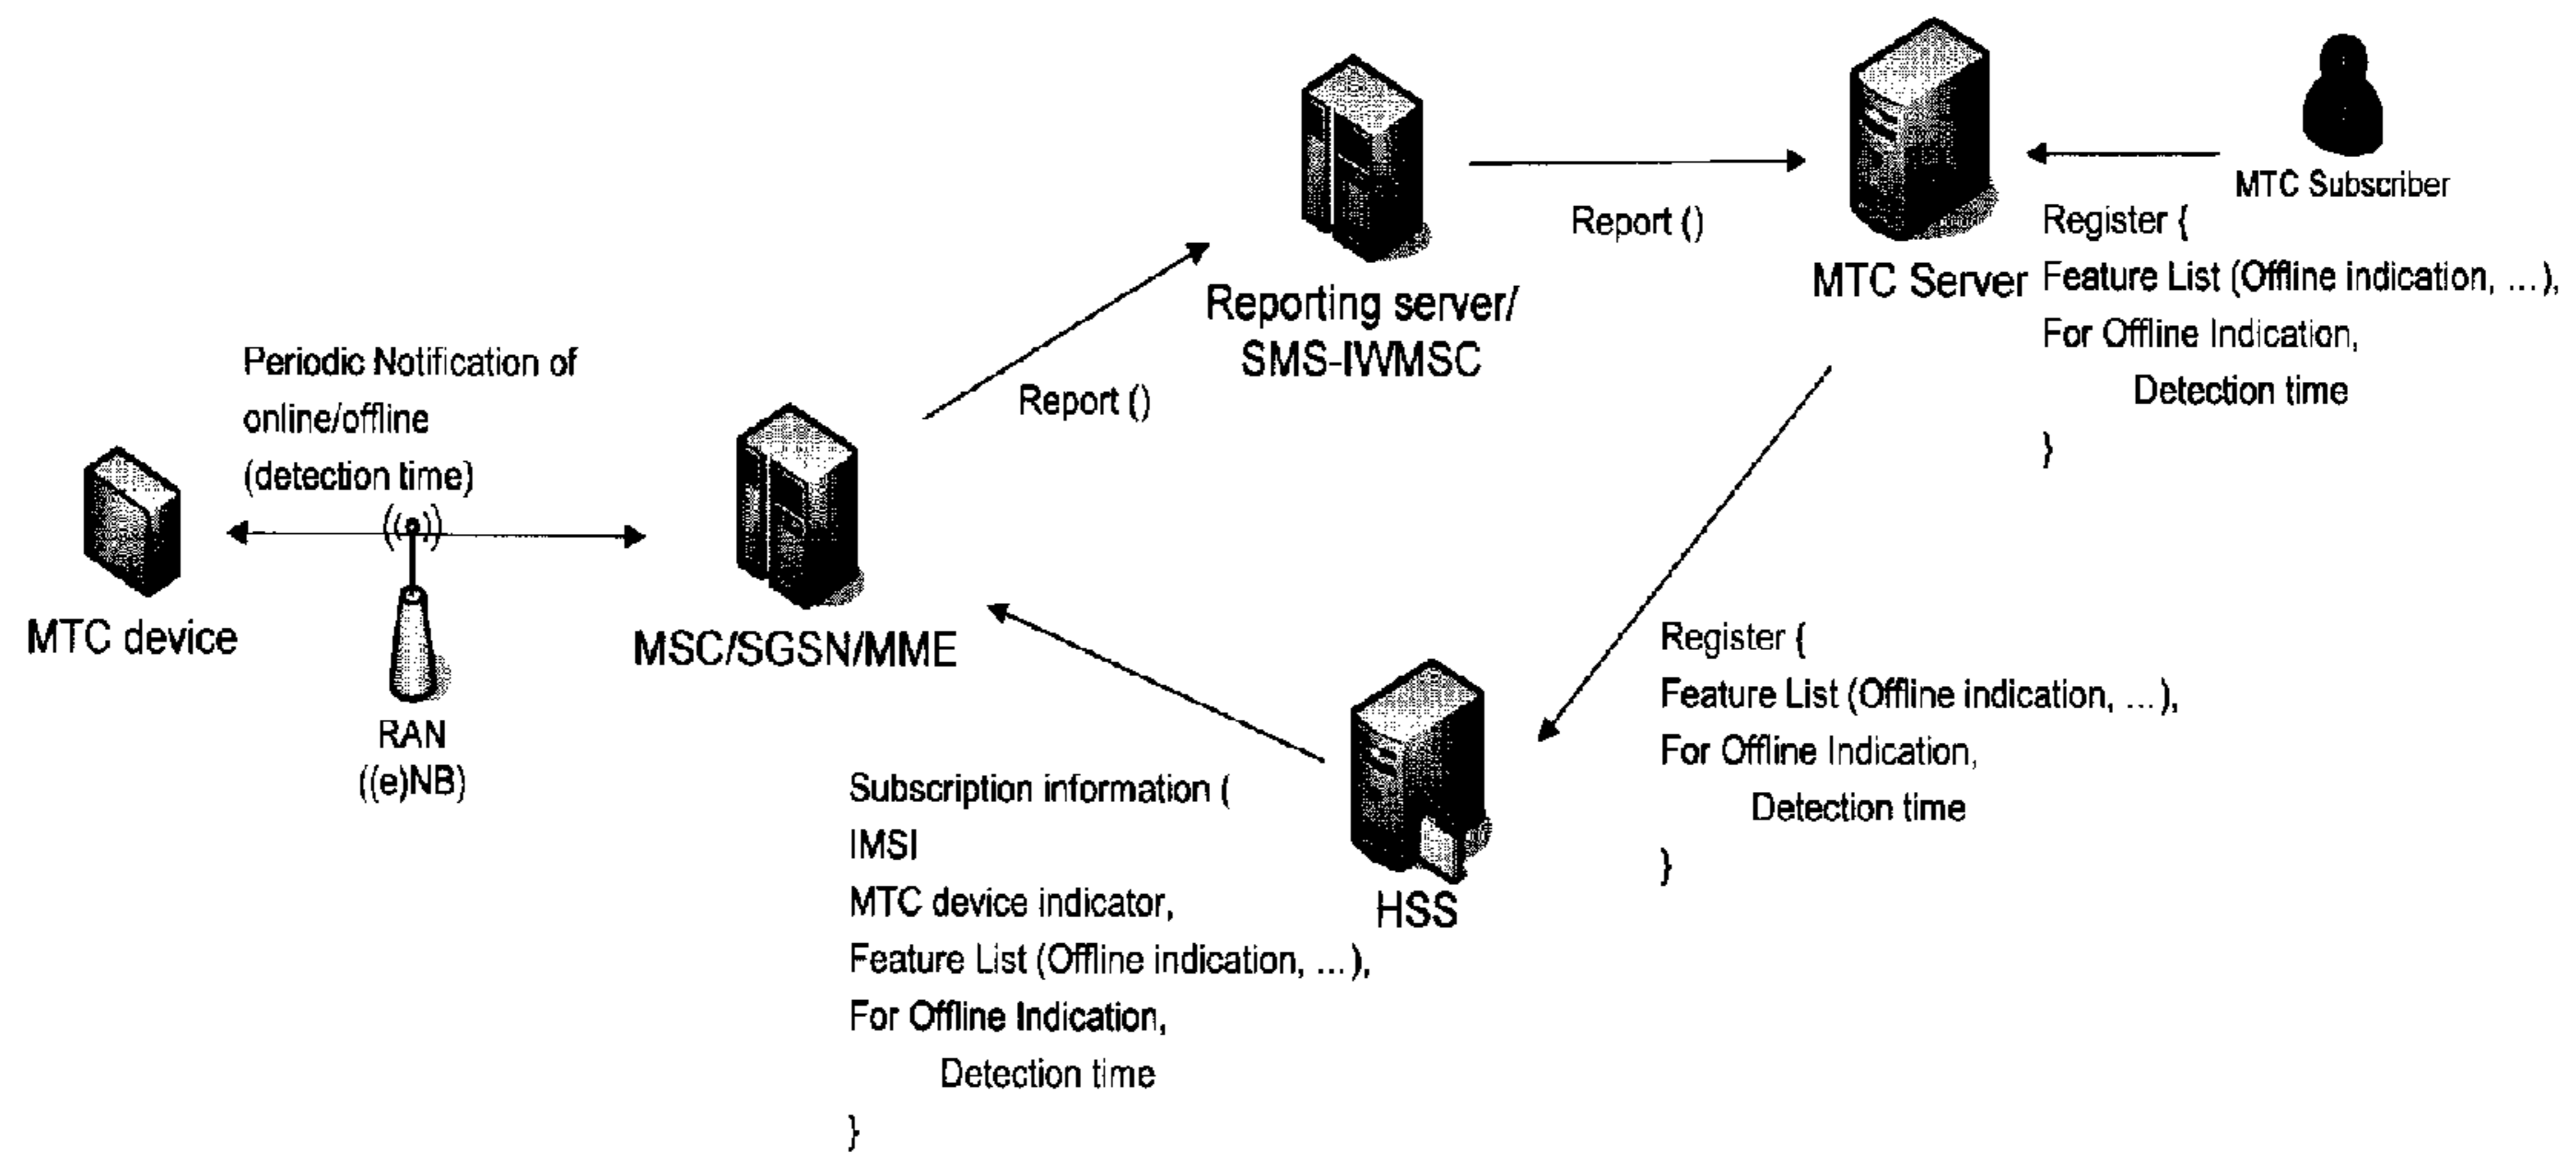 MTC Subscriber
Register {
Feature List (Offline indication, ...),
For Offline Indication,
Detection time
}
MTC Server
Report ()
Reporting server/
SMS-IWMSC
Report ()
Periodic Notification of
online/offline
(detection time)
MTC device
RAN
((e)NB)
MSC/SGSN/MME
Register {
Feature List (Offline indication, ...),
For Offline Indication,
Detection time
}
HSS
Subscription information (
IMSI
MTC device indicator,
Feature List (Offline indication, ...),
For Offline Indication,
Detection time
}